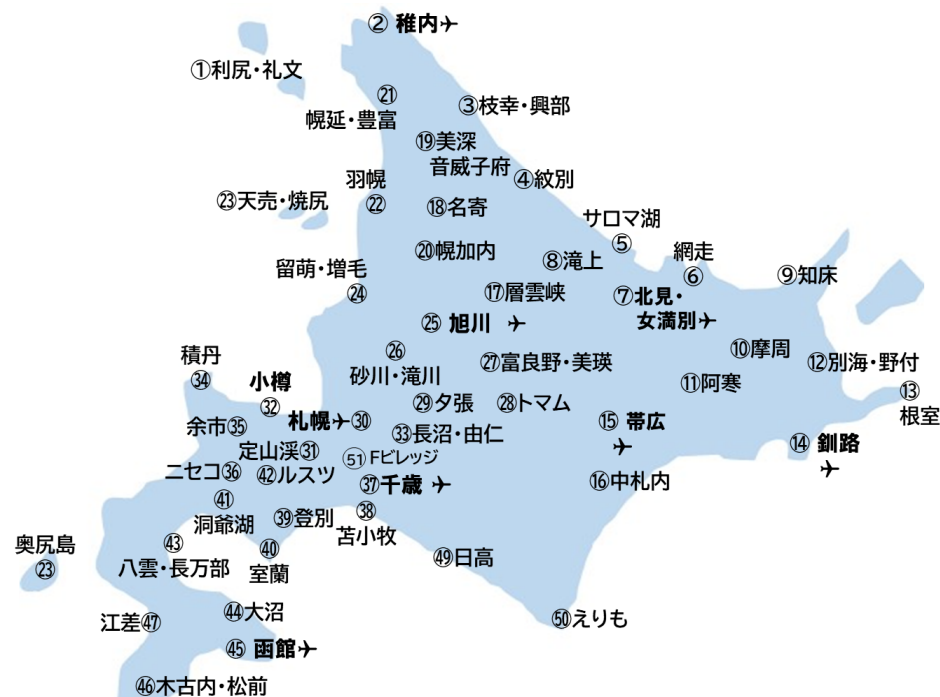 ② 稚内✈
①利尻・礼文
㉑
幌延・豊富
③枝幸・興部
⑲美深
音威子府
④紋別
羽幌
㉒
㉓天売・焼尻
⑱名寄
サロマ湖
⑤
⑳幌加内
⑧滝上
網走
⑥
⑨知床
留萌・増毛
㉔
⑰層雲峡
⑦北見・
女満別✈
㉕ 旭川 ✈
㉖
砂川・滝川
㉗富良野・美瑛
⑩摩周
⑫別海・野付
⑪阿寒
⑬
根室
積丹
㉞
小樽
㉜
札幌✈㉚
㉙夕張
㉘トマム
⑮ 帯広
✈
余市㉟
㉝長沼・由仁
⑭ 釧路
✈
定山渓㉛
51 Fビレッジ
ニセコ㊱
㊷ルスツ
㊲千歳 ✈
⑯中札内
㊶
洞爺湖
㊴登別
㊳
苫小牧
奥尻島
㉓
㊸
八雲・長万部
㊵
室蘭
㊾日高
江差㊼
㊹大沼
㊿えりも
㊺ 函館✈
㊻木古内・松前